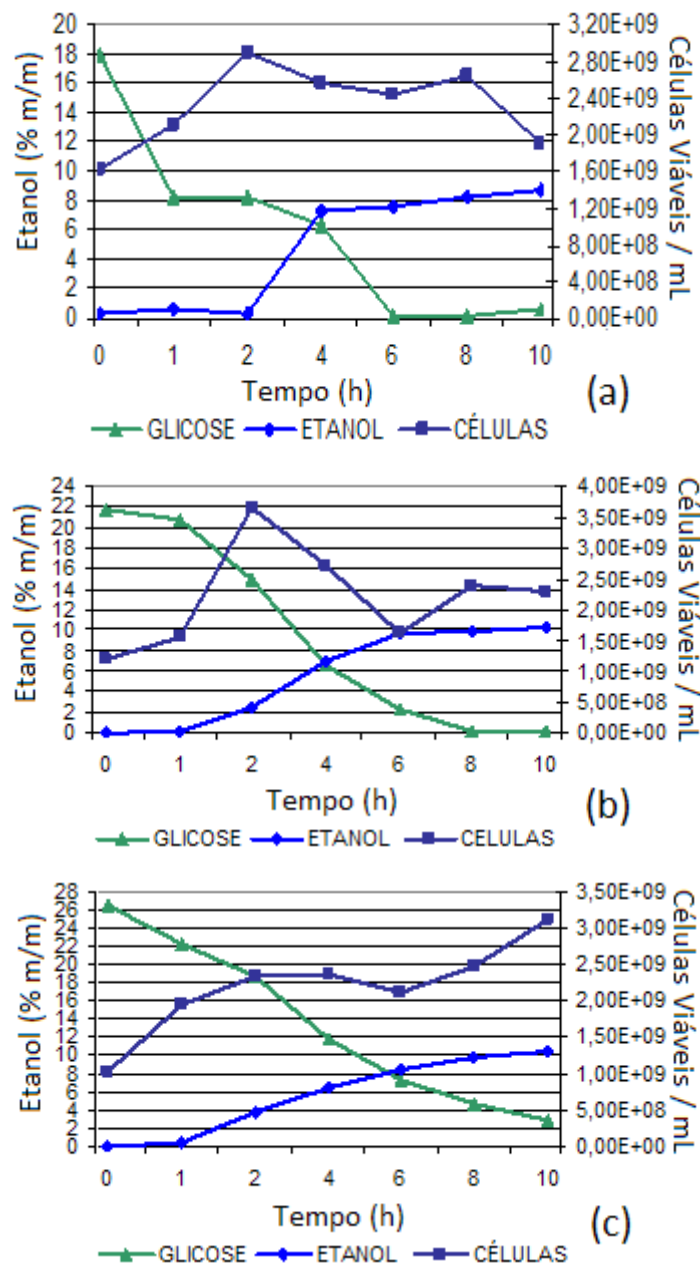 Etanol (% m/m)
20
18
16
14
12
10
8
6
4
2
0
3,20E+09
2,80E+09
2,40E+09
2,00E+09
1,60E+09
1,20E+09
8,00E+08
4,00E+08
0,00E+00
Células Viáveis / mL
0 1 2 4 6 8 10
Tempo (h)
(a)
GLICOSE ETANOL CÉLULAS
Etanol (% m/m)
24
22
20
18
16
14
12
10
8
6
4
2
0
4,00E+09
3,50E+09
3,00E+09
2,50E+09
2,00E+09
1,50E+09
1,00E+09
5,00E+08
0,00E+00
Células Viáveis / mL
0 1 2 4 6 8 10
Tempo (h)
(b)
GLICOSE ETANOL CELULAS
Etanol (% m/m)
28
26
24
22
20
18
16
14
12
10
8
6
4
2
0
3,50E+09
3,00E+09
2,50E+09
2,00E+09
1,50E+09
1,00E+09
5,00E+08
0,00E+00
Células Viáveis / mL
0 1 2 4 6 8 10
Tempo (h)
(c)
GLICOSE ETANOL CÉLULAS